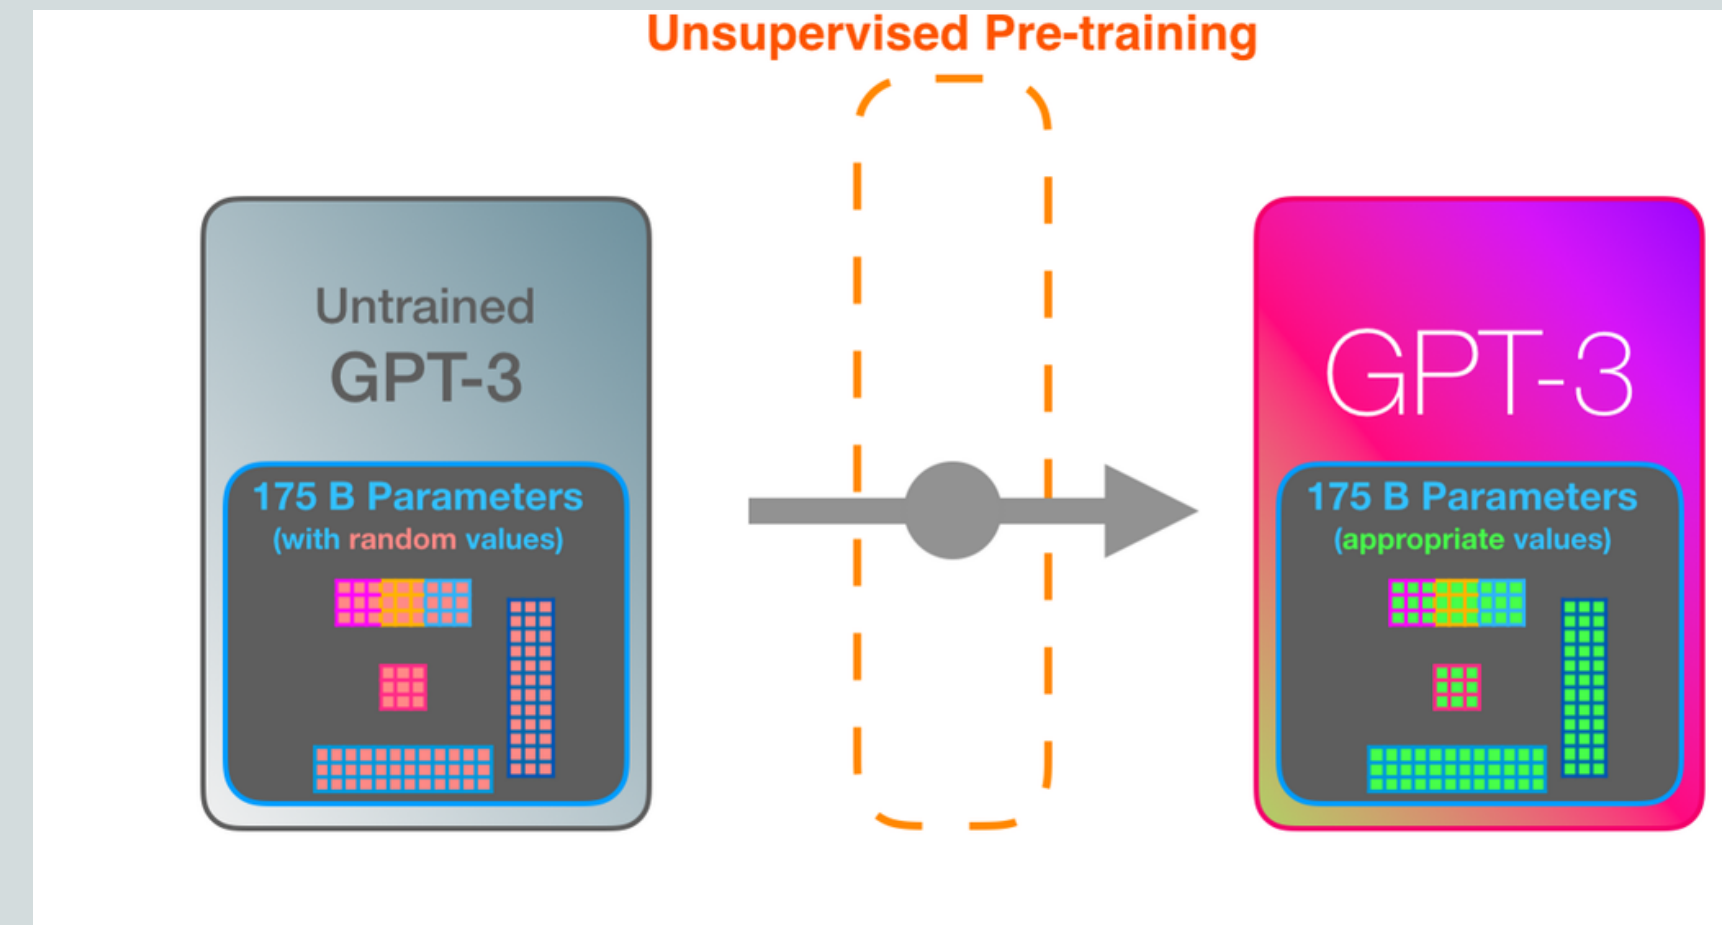 Unsupervised Pre-training
Untrained
GPT-3
175 B Parameters
(with random values)
GPT-3
175 B Parameters
(appropriate values)